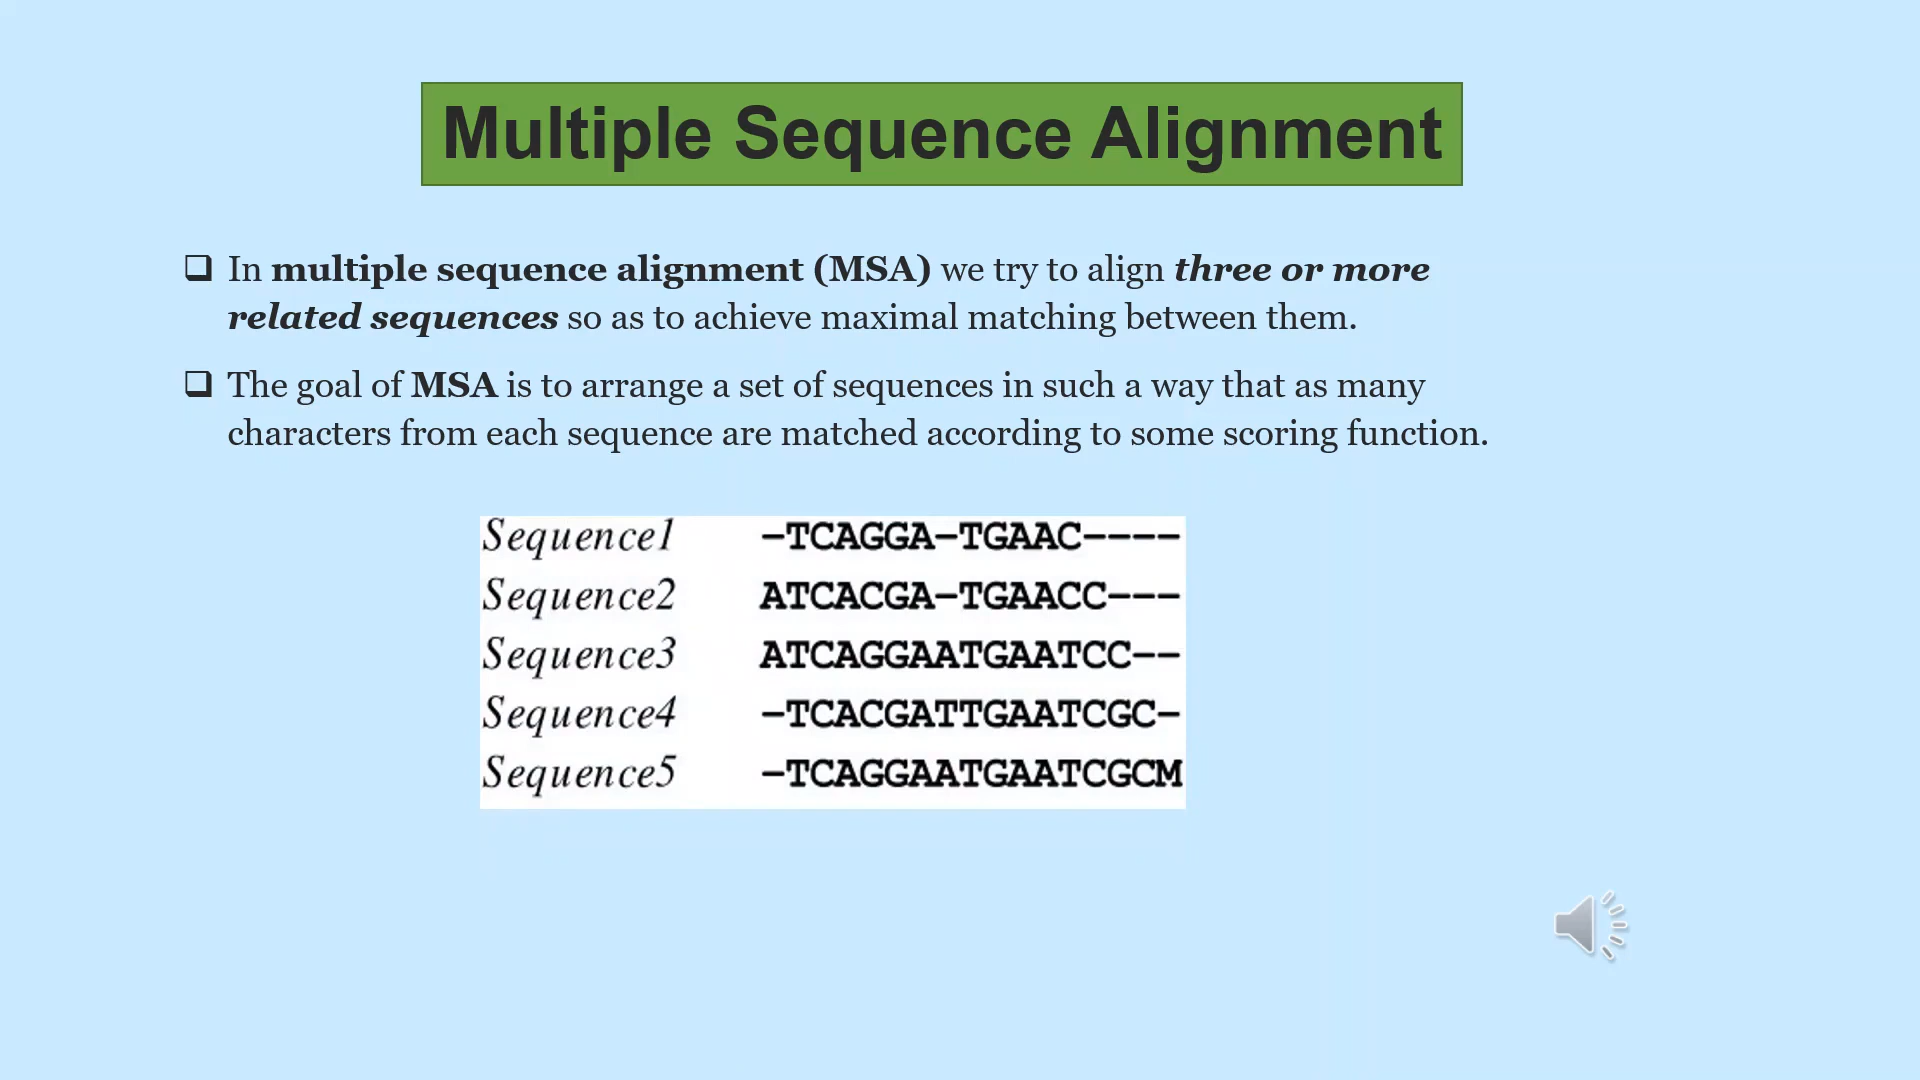 Multiple Sequence Alignment
In multiple sequence alignment (MSA) we try to align three or more
related sequences so as to achieve maximal matching between them.
The goal of MSA is to arrange a set of sequences in such a way that as many
characters from each sequence are matched according to some scoring function.
Sequence1 -TCAGGA-TGAAC----
Sequence2 ATCACGA-TGAACC---
Sequence3 ATCAGGAATGAATCC--
Sequence4 -TCACGATTGAATCGC-
Sequence5 -TCAGGAATGAATCGCM